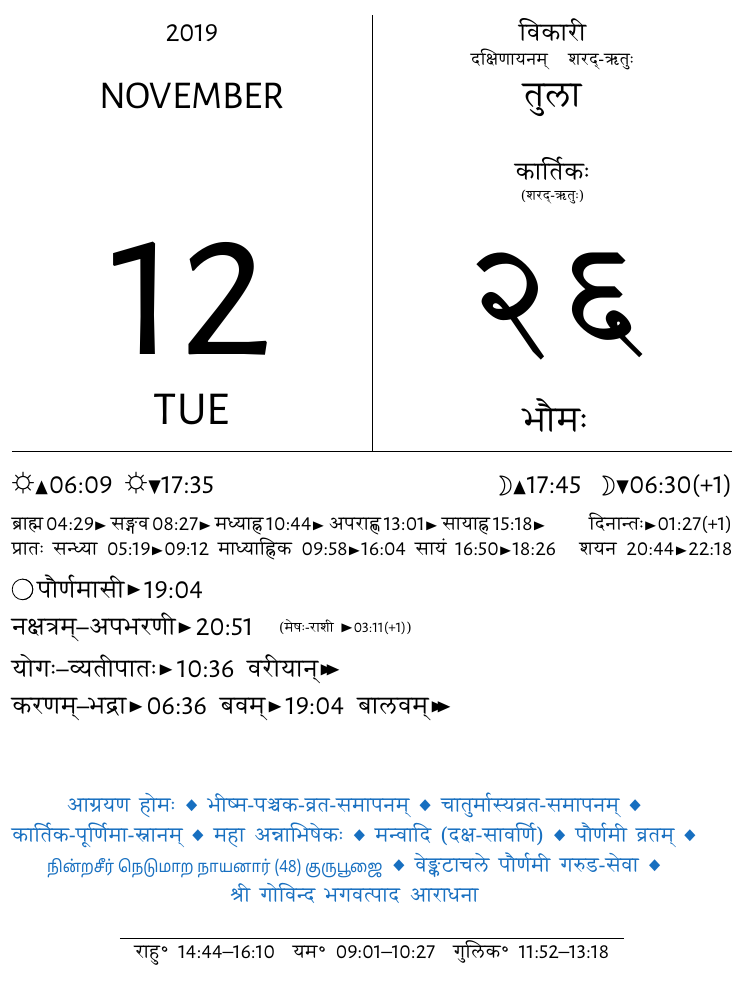 2019
NOVEMBER
12
TUE
विकारी
दक्षिणायनम् शरद्-ऋतुः
तुला
कार्तिकः
(शरद्-ऋतुः)
२६
भौमः
☼▲06:09 ☼▼17:35 ☽▲17:45 ☽▼06:30(+1)
ब्राह्म 04:29► सङ्गव 08:27► मध्याह्न 10:44► अपराह्ण 13:01► सायाह्न 15:18► दिनान्तः►01:27(+1)
प्रातः सन्ध्या 05:19►09:12 माध्याह्निक 09:58►16:04 सायं 16:50►18:26 शयन 20:44►22:18
◯पौर्णमासी►19:04
नक्षत्रम्–अपभरणी►20:51 (मेषः-राशी ►03:11(+1))
योगः–व्यतीपातः►10:36 वरीयान्►►
करणम्–भद्रा►06:36 बवम्►19:04 बालवम्►►
आग्रयण होमः ◆ भीष्म-पञ्चक-व्रत-समापनम् ◆ चातुर्मास्यव्रत-समापनम् ◆
कार्तिक-पूर्णिमा-स्नानम् ◆ महा अन्नाभिषेकः ◆ मन्वादि (दक्ष-सावर्णि) ◆ पौर्णमी व्रतम् ◆
நின்றசீர் நெடுமாற நாயனார் (48) குருபூஜை ◆ वेङ्कटाचले पौर्णमी गरुड-सेवा ◆
श्री गोविन्द भगवत्पाद आराधना
राहु° 14:44–16:10 यम° 09:01–10:27 गुलिक° 11:52–13:18